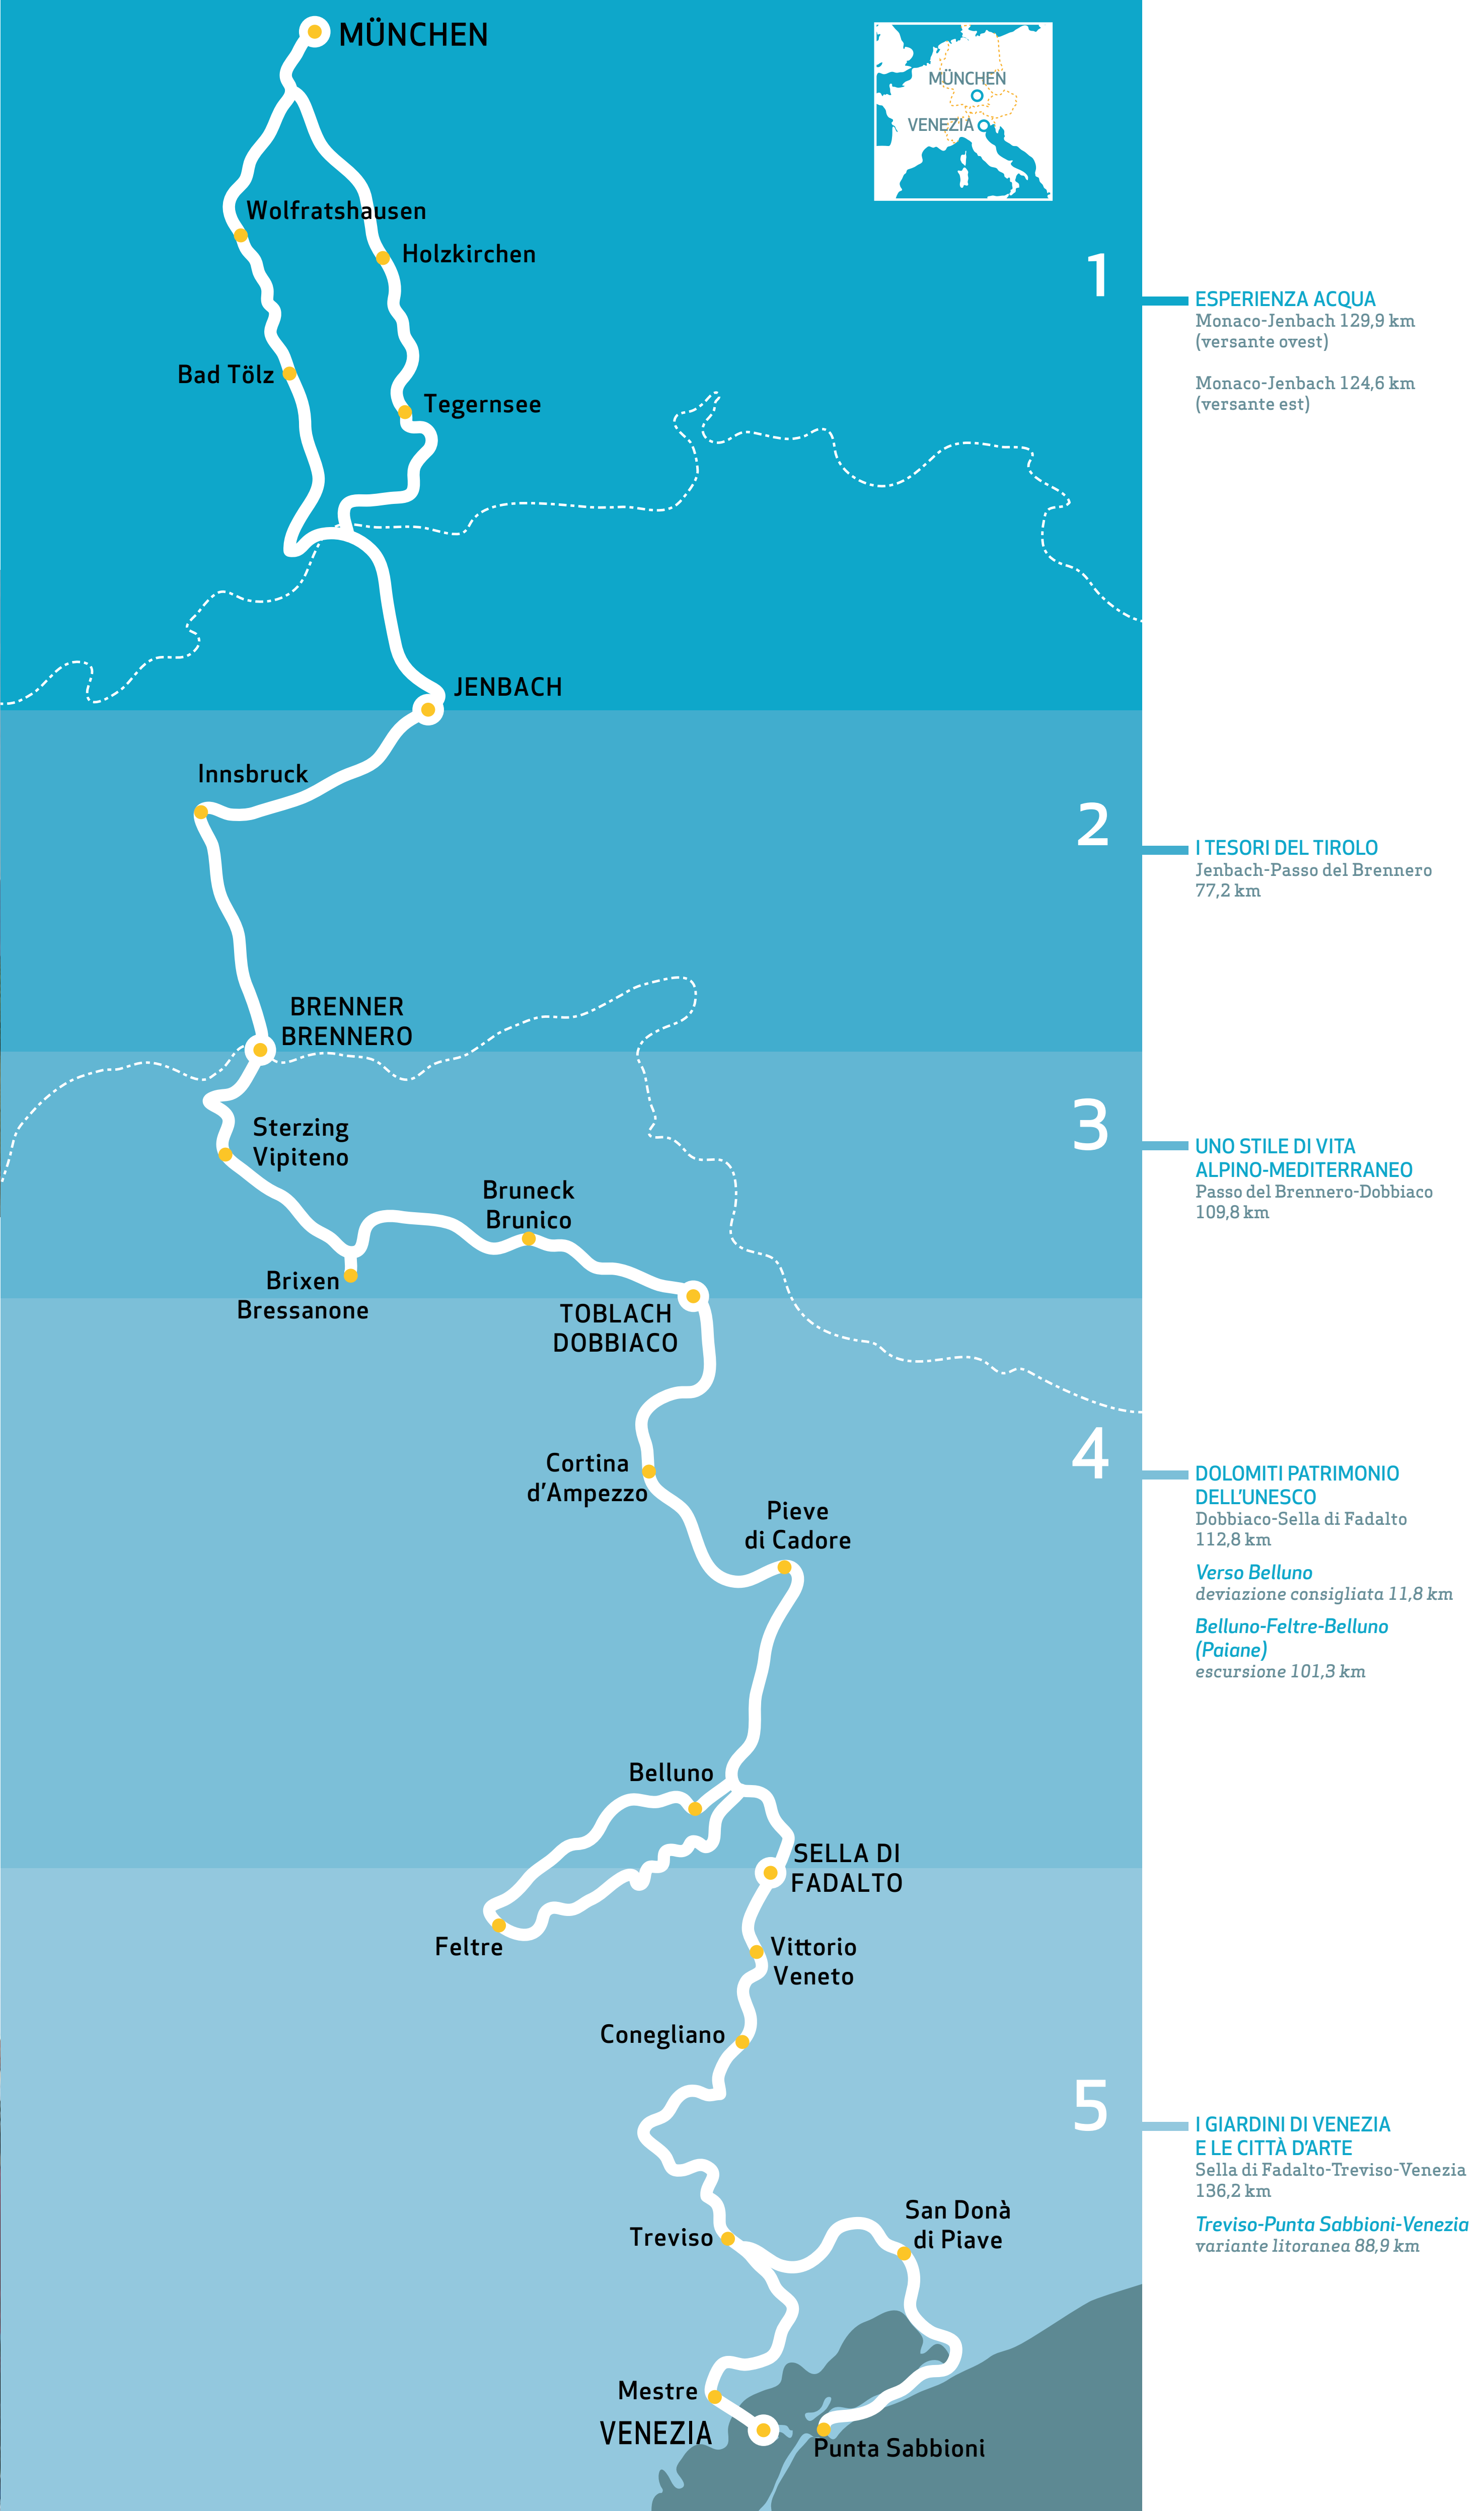 MÜNCHEN
MÜNCHEN
VENEZIA
Wolfratshausen
Holzkirchen
Bad Tölz
Tegernsee
1
ESPERIENZA ACQUA
Monaco-Jenbach 129,9 km
(versante ovest)
Monaco-Jenbach 124,6 km
(versante est)
JENBACH
Innsbruck
2
I TESORI DEL TIROLO
Jenbach-Passo del Brennero
77,2 km
BRENNER
BRENNERO
Sterzing
Vipiteno
3
UNO STILE DI VITA
ALPINO-MEDITERRANEO
Passo del Brennero-Dobbiaco
109,8 km
Bruneck
Brunico
Brixen
Bressanone
TOBLACH
DOBBIACO
Cortina
d’Ampezzo
Pieve
di Cadore
4
DOLOMITI PATRIMONIO
DELL’UNESCO
Dobbiaco-Sella di Fadalto
112,8 km
Verso Belluno
deviazione consigliata 11,8 km
Belluno-Feltre-Belluno
(Paiane)
escursione 101,3 km
Belluno
SELLA DI
FADALTO
Feltre
Vittorio
Veneto
Conegliano
5
I GIARDINI DI VENEZIA
E LE CITTÀ D’ARTE
Sella di Fadalto-Treviso-Venezia
136,2 km
Treviso-Punta Sabbioni-Venezia
variante litoranea 88,9 km
Treviso
San Donà
di Piave
Mestre
VENEZIA
Punta Sabbioni